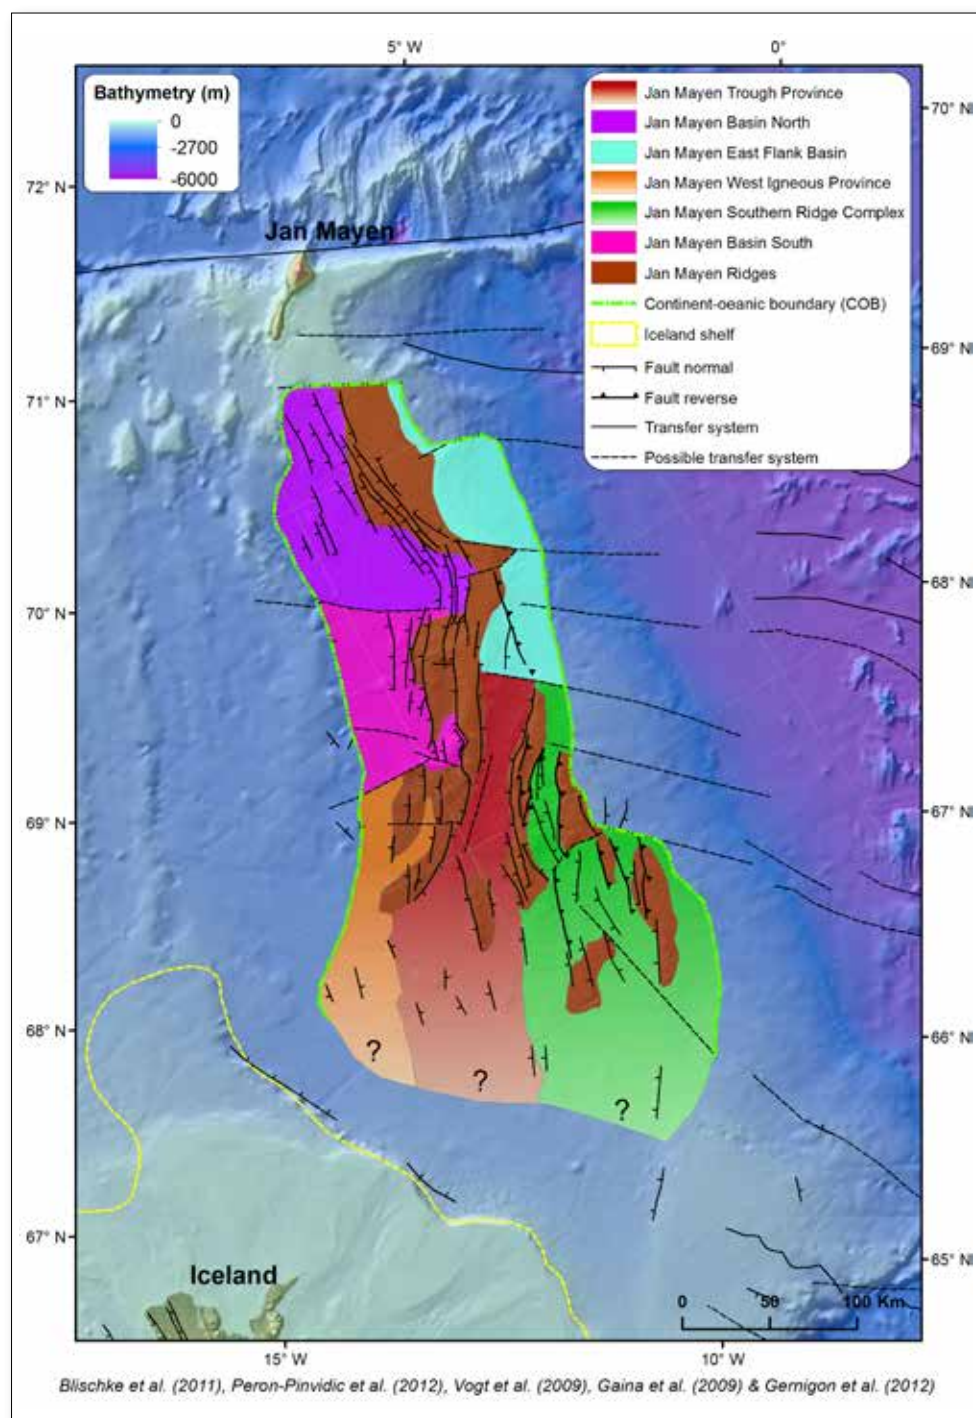 5° W
0°
Bathymetry (m)
0
-2700
-6000
Jan Mayen Trough Province
Jan Mayen Basin North
Jan Mayen East Flank Basin
Jan Mayen West Igneous Province
Jan Mayen Southern Ridge Complex
Jan Mayen Basin South
Jan Mayen Ridges
Continent-oeanic boundary (COB)
Iceland shelf
Fault normal
Fault reverse
Transfer system
Possible transfer system
70° N
72° N
Jan Mayen
69° N
71° N
68° N
70° N
67° N
69° N
68° N
66° N
?
?
?
67° N
65° N
Iceland
0
50
100 Km
15° W
10° W
Blischke et al. (2011), Peron-Pinvidic et al. (2012), Vogt et al. (2009), Gaina et al. (2009) & Gernigon et al. (2012)